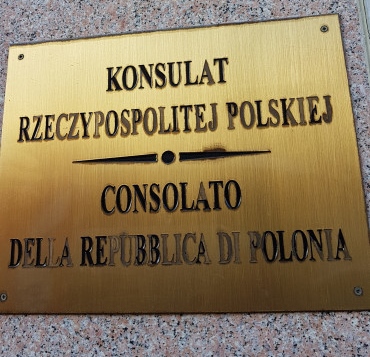 KONSULAT
RZECZYPOSPOLITEJ POLSKIEJ
CONSOLATO
DELLA REPUBBLICA DI POLONIA